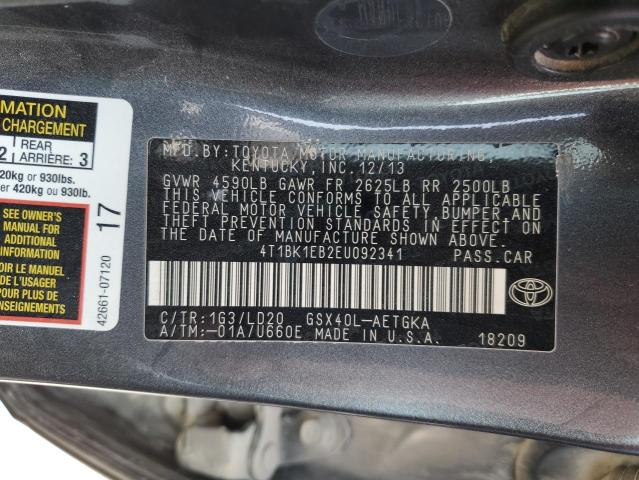 MATION
CHARGEMENT
2 REAR ARRIÈRE: 3
20kg or 930lbs.
er 420kg ou 930lb.
SEE OWNER'S
MANUAL FOR
ADDITIONAL
INFORMATION
OIR LE MANUEL
DE L'USAGER
POUR PLUS DE
RENSEIGNEMENTS
17
42661-07120
MFD. BY: TOYOTA MOTOR MANUFACTURING
KENTUCKY, INC. 12/13
GVWR 4590LB GAWR FR 2625LB RR 2500LB
THIS VEHICLE CONFORMS TO ALL APPLICABLE
FEDERAL MOTOR VEHICLE SAFETY, BUMPER, AND
THEFT PREVENTION STANDARDS IN EFFECT ON
THE DATE OF MANUFACTURE SHOWN ABOVE.
4T1BK1EB2EU092341 PASS.CAR
C/TR: 1G3/LD20 GSX40L-AETGKA
A/TM:-01A/U660E MADE IN U.S.A.
18209